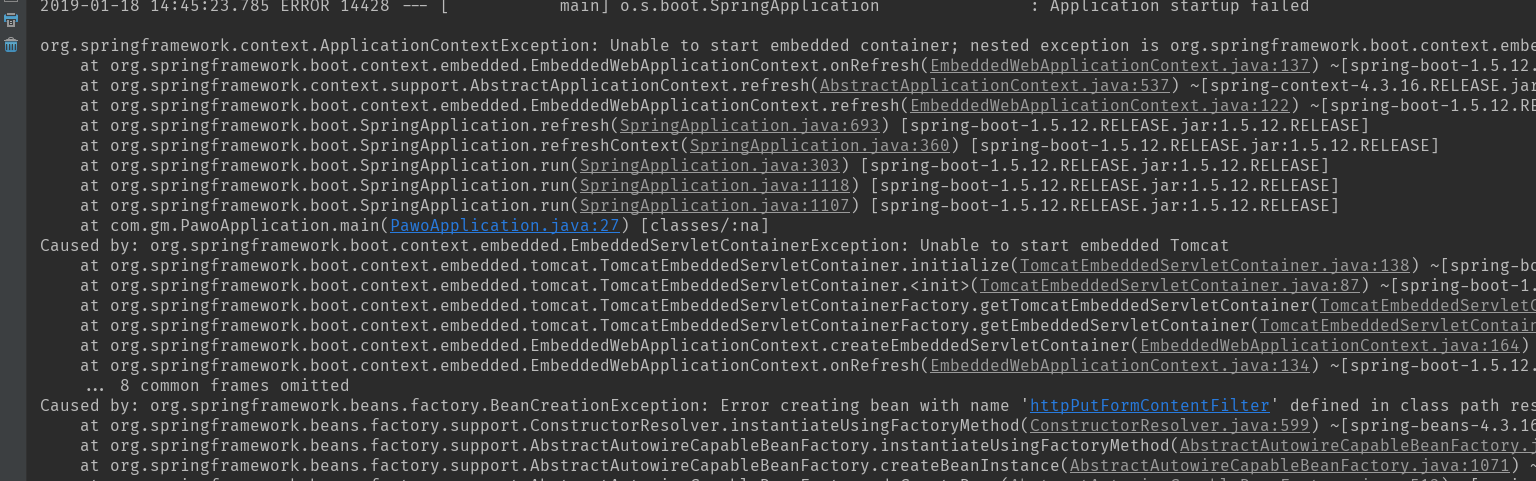 2019-01-18 14:45:23.785 ERROR 14428 --- [           main] o.s.boot.SpringApplication               : Application startup failed
org.springframework.context.ApplicationContextException: Unable to start embedded container; nested exception is org.springframework.boot.context.embe
at org.springframework.boot.context.embedded.EmbeddedWebApplicationContext.onRefresh(EmbeddedWebApplicationContext.java:137) ~[spring-boot-1.5.12.
at org.springframework.context.support.AbstractApplicationContext.refresh(AbstractApplicationContext.java:537) ~[spring-context-4.3.16.RELEASE.jar
at org.springframework.boot.context.embedded.EmbeddedWebApplicationContext.refresh(EmbeddedWebApplicationContext.java:122) ~[spring-boot-1.5.12.RE
at org.springframework.boot.SpringApplication.refresh(SpringApplication.java:693) [spring-boot-1.5.12.RELEASE.jar:1.5.12.RELEASE]
at org.springframework.boot.SpringApplication.refreshContext(SpringApplication.java:360) [spring-boot-1.5.12.RELEASE.jar:1.5.12.RELEASE]
at org.springframework.boot.SpringApplication.run(SpringApplication.java:303) [spring-boot-1.5.12.RELEASE.jar:1.5.12.RELEASE]
at org.springframework.boot.SpringApplication.run(SpringApplication.java:1118) [spring-boot-1.5.12.RELEASE.jar:1.5.12.RELEASE]
at org.springframework.boot.SpringApplication.run(SpringApplication.java:1107) [spring-boot-1.5.12.RELEASE.jar:1.5.12.RELEASE]
at com.gm.PawoApplication.main(PawoApplication.java:27) [classes/:na]
Caused by: org.springframework.boot.context.embedded.EmbeddedServletContainerException: Unable to start embedded Tomcat
at org.springframework.boot.context.embedded.tomcat.TomcatEmbeddedServletContainer.initialize(TomcatEmbeddedServletContainer.java:138) ~[spring-bo
at org.springframework.boot.context.embedded.tomcat.TomcatEmbeddedServletContainer.<init>(TomcatEmbeddedServletContainer.java:87) ~[spring-boot-1.
at org.springframework.boot.context.embedded.tomcat.TomcatEmbeddedServletContainerFactory.getTomcatEmbeddedServletContainer(TomcatEmbeddedServletC
at org.springframework.boot.context.embedded.tomcat.TomcatEmbeddedServletContainerFactory.getEmbeddedServletContainer(TomcatEmbeddedServletContain
at org.springframework.boot.context.embedded.EmbeddedWebApplicationContext.createEmbeddedServletContainer(EmbeddedWebApplicationContext.java:164)
at org.springframework.boot.context.embedded.EmbeddedWebApplicationContext.onRefresh(EmbeddedWebApplicationContext.java:134) ~[spring-boot-1.5.12.
... 8 common frames omitted
Caused by: org.springframework.beans.factory.BeanCreationException: Error creating bean with name 'httpPutFormContentFilter' defined in class path res
at org.springframework.beans.factory.support.ConstructorResolver.instantiateUsingFactoryMethod(ConstructorResolver.java:599) ~[spring-beans-4.3.16
at org.springframework.beans.factory.support.AbstractAutowireCapableBeanFactory.instantiateUsingFactoryMethod(AbstractAutowireCapableBeanFactory.j
at org.springframework.beans.factory.support.AbstractAutowireCapableBeanFactory.createBeanInstance(AbstractAutowireCapableBeanFactory.java:1071) ~